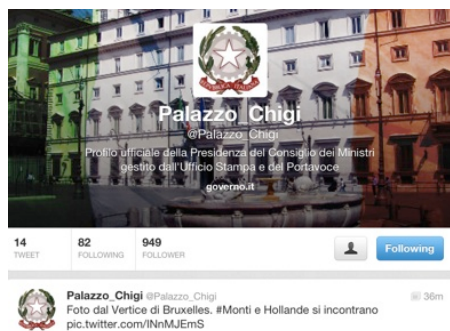 REPVBBLICA ITALIANA
Palazzo_Chigi
@Palazzo_Chigi
Profilo ufficiale della Presidenza del Consiglio dei Ministri
gestito dall'Ufficio Stampa e del Portavoce
governo.it
14
TWEET
82
FOLLOWING
949
FOLLOWER
Following
Palazzo_Chigi @Palazzo_Chigi
36m
Foto dal Vertice di Bruxelles. #Monti e Hollande si incontrano
pic.twitter.com/INnMJEmS